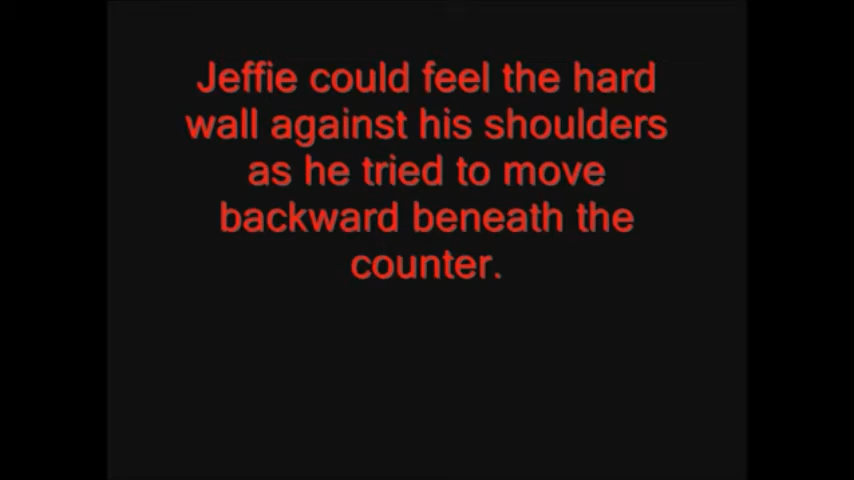 Jeffie could feel the hard
wall against his shoulders
as he tried to move
backward beneath the
counter.